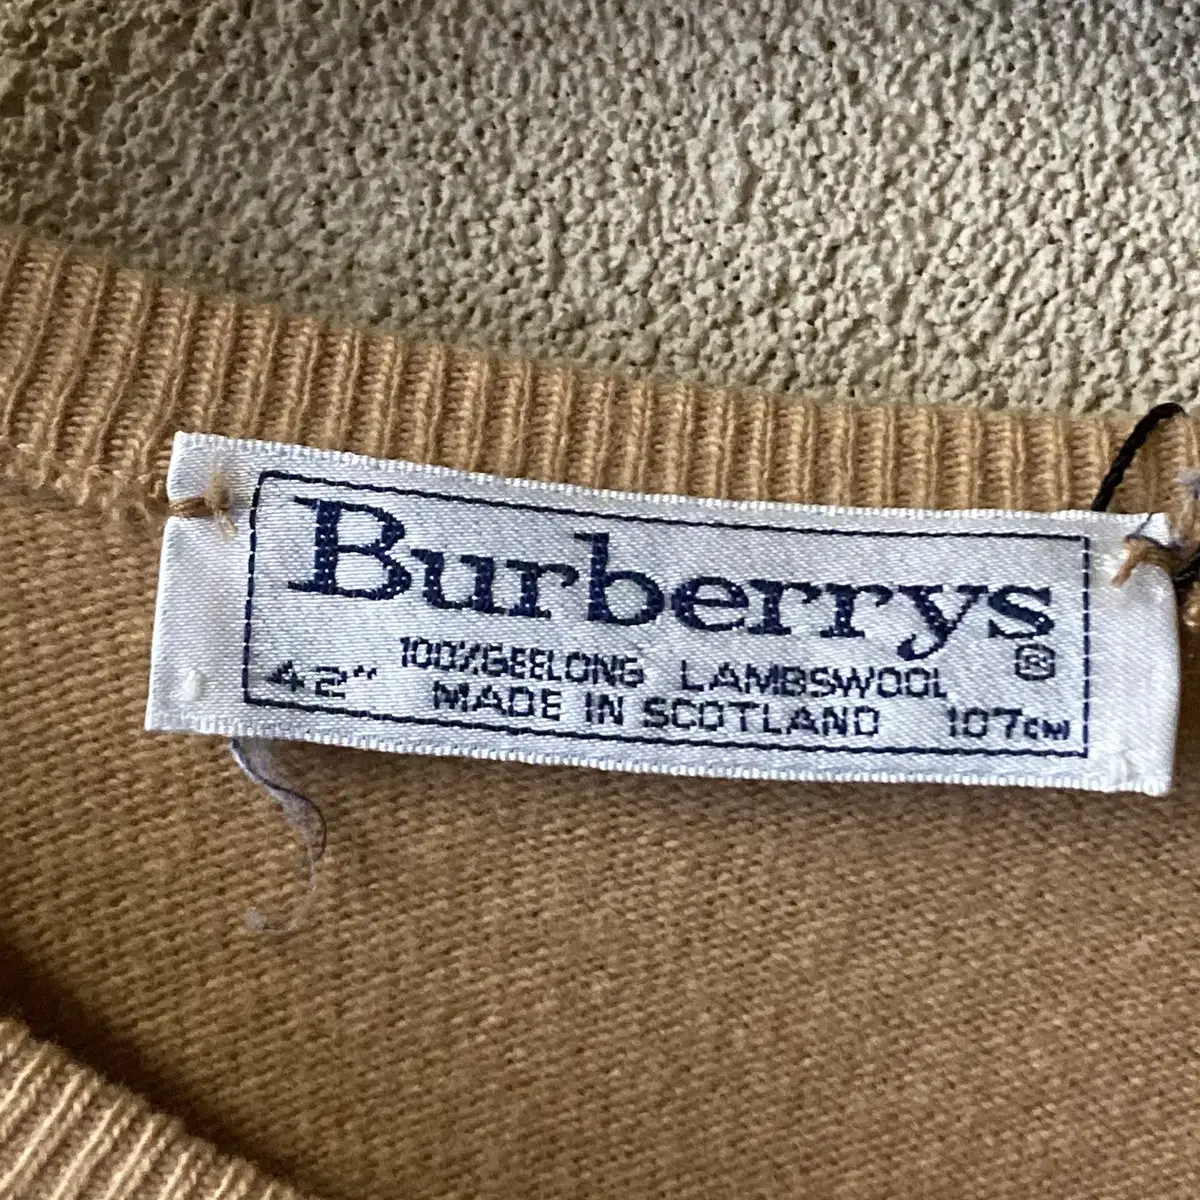 Burberrys®
100%GEELONG LAMBSWOOL
42" MADE IN SCOTLAND 107cm